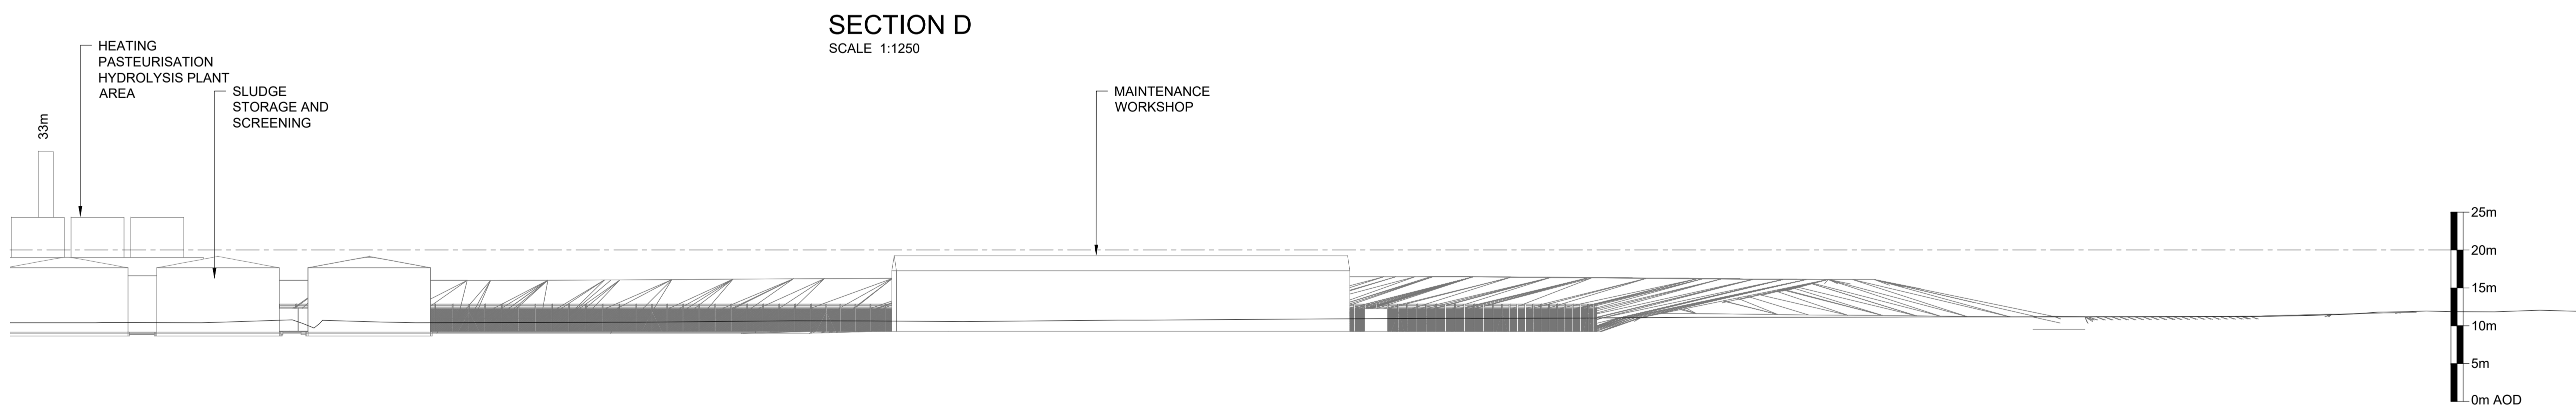 SECTION D
SCALE 1:1250
HEATING
PASTEURISATION
HYDROLYSIS PLANT
AREA
SLUDGE
STORAGE AND
SCREENING
MAINTENANCE
WORKSHOP
33m
25m
20m
15m
10m
5m
0m AOD